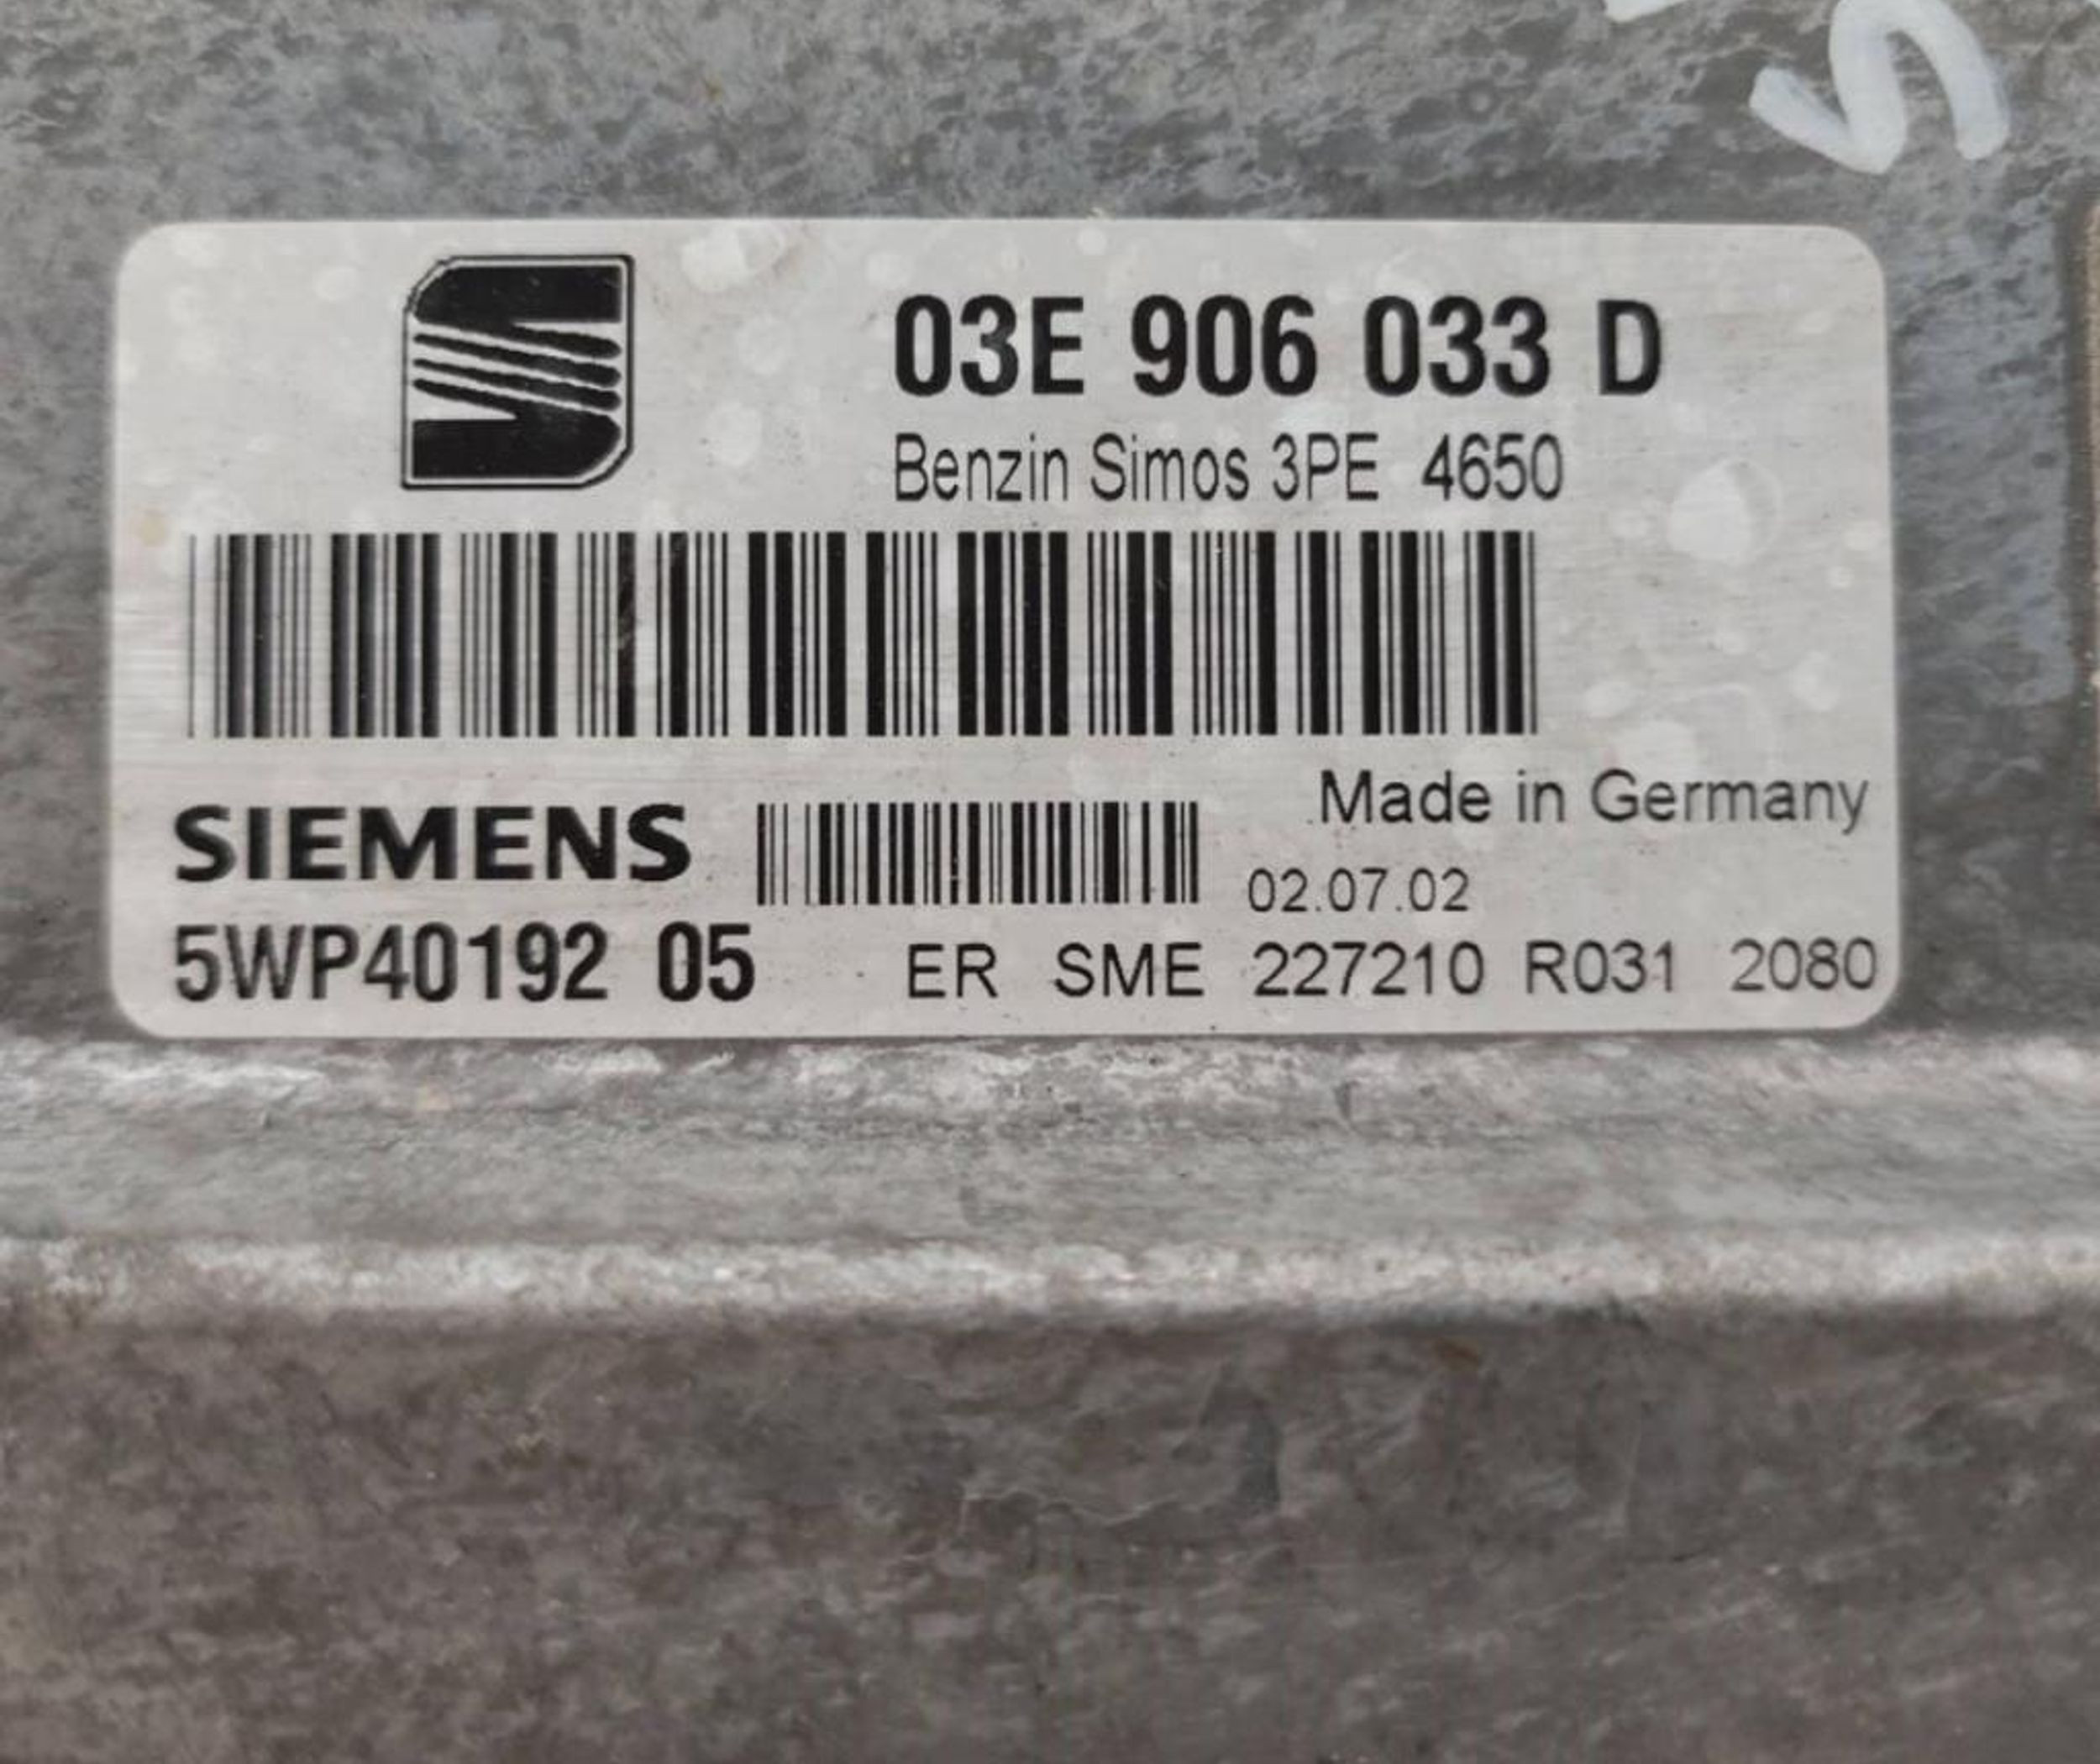 03E 906 033 D
Benzin Simos 3PE 4650
Made in Germany
SIEMENS
02.07.02
5WP40192 05 ER SME 227210 R031 2080